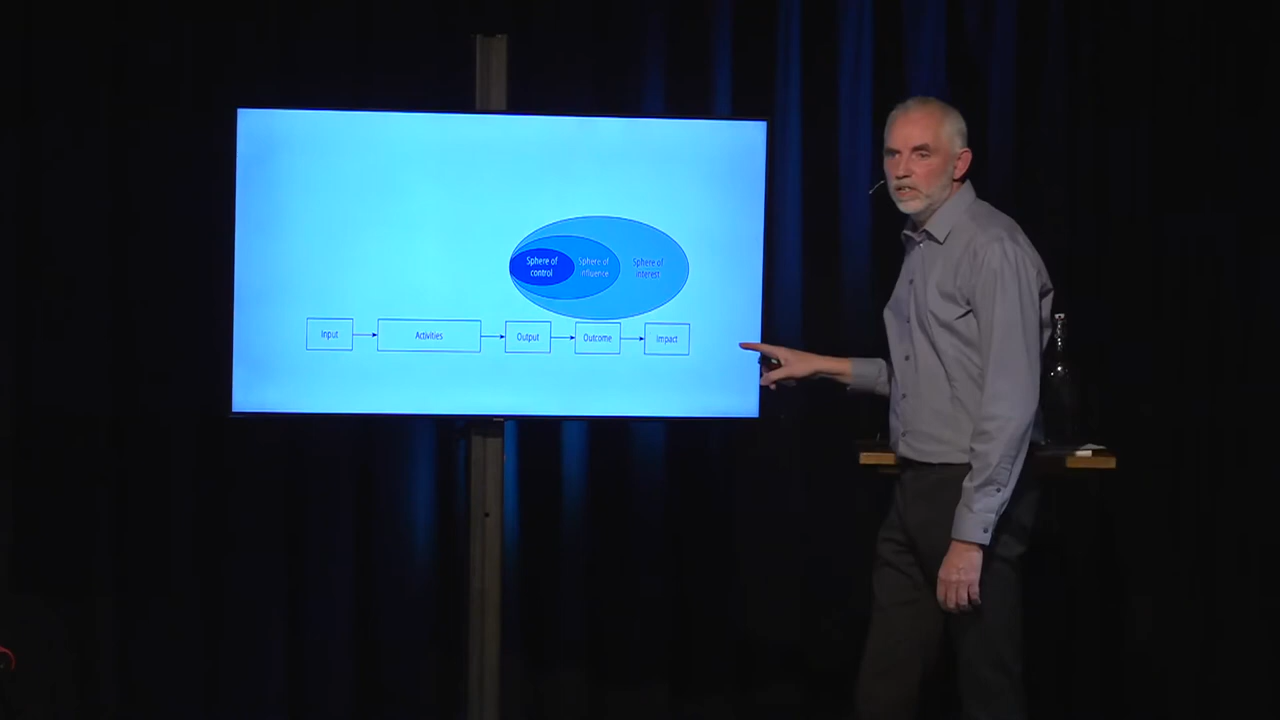 Sphere of
control
Sphere of
influence
Sphere of
interest
Input
Activities
Output
Outcome
Impact